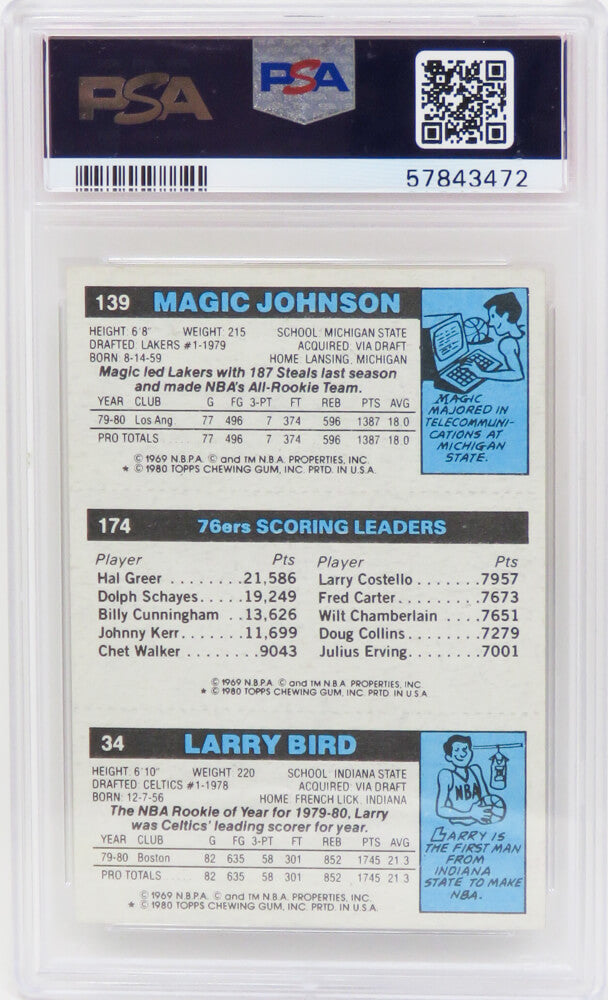 PSA
PSA
57843472
139 MAGIC JOHNSON
HEIGHT: 6'8" WEIGHT: 215 SCHOOL: MICHIGAN STATE
DRAFTED: LAKERS #1-1979 ACQUIRED: VIA DRAFT
BORN: 8-14-59 HOME: LANSING, MICHIGAN
Magic led Lakers with 187 Steals last season
and made NBA's All-Rookie Team.
YEAR CLUB G FG 3-PT FT REB PTS AVG
79-80 Los Ang. 77 496 7 374 596 1387 18.0
PRO TOTALS . . . . . 77 496 7 374 596 1387 18.0
© 1969 N.B.P.A. © and TM N.B.A. PROPERTIES, INC.
* © 1980 TOPPS CHEWING GUM, INC. PRTD. IN U.S.A.
MAGIC
MAJORED IN
TELECOMMUNI-
CATIONS AT
MICHIGAN
STATE.
174 76ers SCORING LEADERS
Player Pts Player Pts
Hal Greer . . . . . . . .21,586 Larry Costello . . . . . . .7957
Dolph Schayes. . . . .19,249 Fred Carter. . . . . . . . .7673
Billy Cunningham . .13,626 Wilt Chamberlain . . . .7651
Johnny Kerr. . . . . . .11,699 Doug Collins. . . . . . . .7279
Chet Walker . . . . . . . .9043 Julius Erving. . . . . . . .7001
© 1969 N.B.P.A. © and TM N.B.A. PROPERTIES, INC.
* © 1980 TOPPS CHEWING GUM, INC. PRTD. IN U.S.A.
34 LARRY BIRD
HEIGHT: 6'10" WEIGHT: 220 SCHOOL: INDIANA STATE
DRAFTED: CELTICS #1-1978 ACQUIRED: VIA DRAFT
BORN: 12-7-56 HOME: FRENCH LICK, INDIANA
The NBA Rookie of Year for 1979-80, Larry
was Celtics' leading scorer for year.
YEAR CLUB G FG 3-PT FT REB PTS AVG
79-80 Boston 82 635 58 301 852 1745 21.3
PRO TOTALS . . . . . 82 635 58 301 852 1745 21.3
© 1969 N.B.P.A. © and TM N.B.A. PROPERTIES, INC.
* © 1980 TOPPS CHEWING GUM, INC. PRTD. IN U.S.A.
NBA
LARRY IS
THE FIRST MAN
FROM
INDIANA
STATE TO MAKE
NBA.